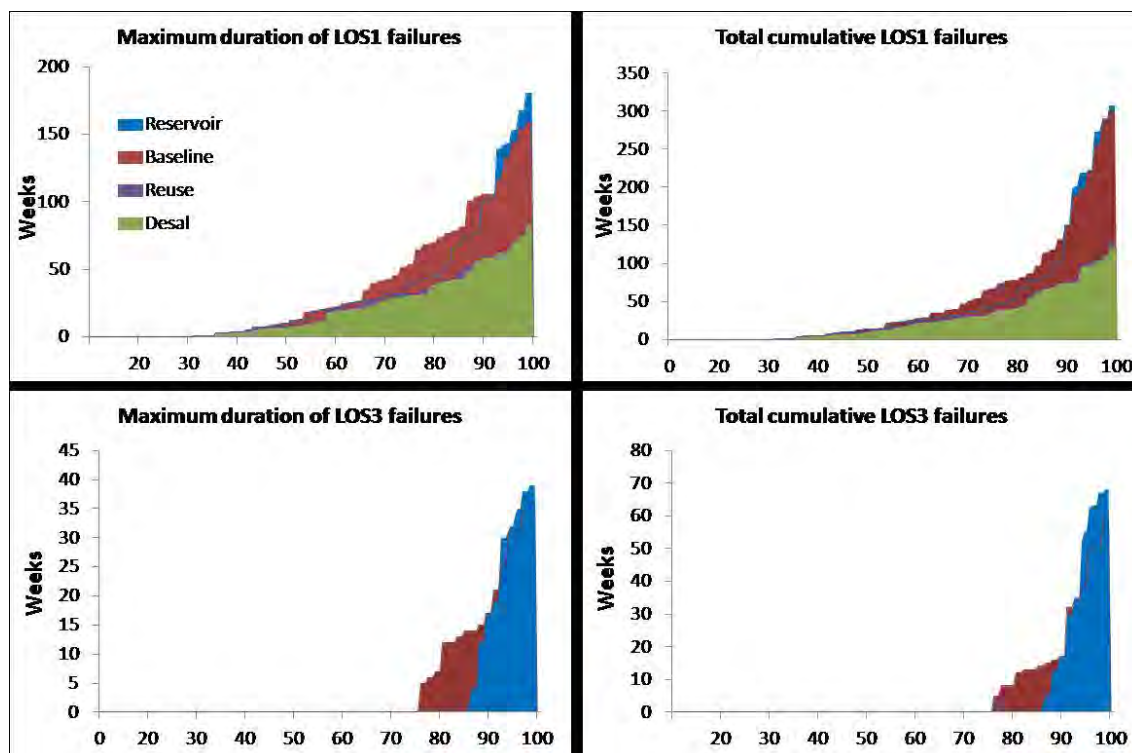 Maximum duration of LOS1 failures
200
150
100
50
0
Weeks
Reservoir
Baseline
Reuse
Desal
20 30 40 50 60 70 80 90 100
Total cumulative LOS1 failures
350
300
250
200
150
100
50
0
Weeks
0 10 20 30 40 50 60 70 80 90 100
Maximum duration of LOS3 failures
45
40
35
30
25
20
15
10
5
0
Weeks
0 10 20 30 40 50 60 70 80 90 100
Total cumulative LOS3 failures
80
70
60
50
40
30
20
10
0
Weeks
20 30 40 50 60 70 80 90 100